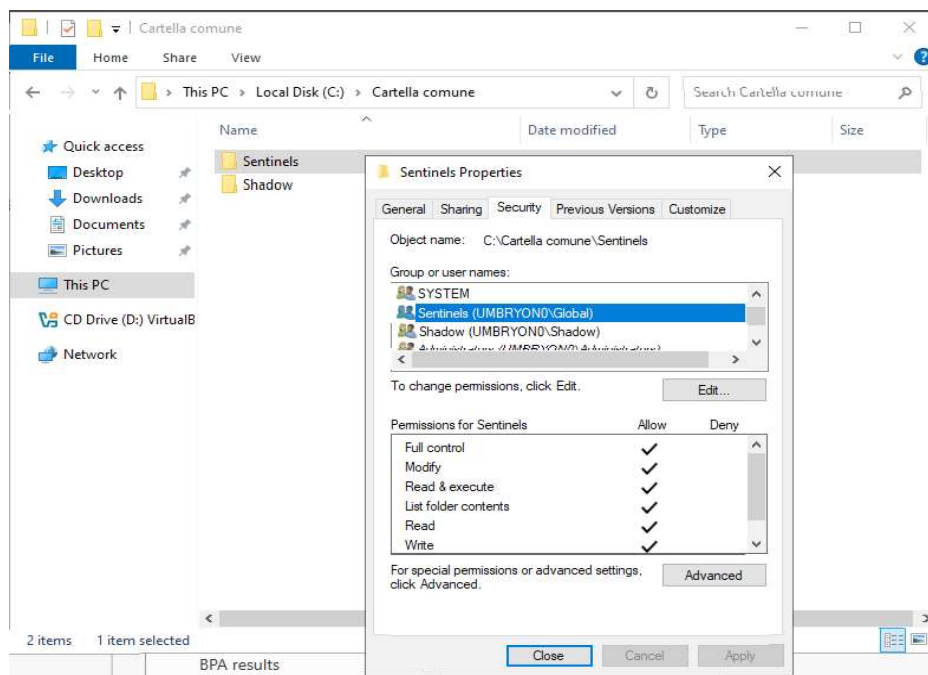 Cartella comune
File Home Share View
This PC > Local Disk (C:) > Cartella comune
Search Cartella comune
Name Date modified Type Size
Quick access
Desktop
Downloads
Documents
Pictures
This PC
CD Drive (D:) VirtualB
Network
Sentinels
Shadow
Sentinels Properties
General Sharing Security Previous Versions Customize
Object name: C:\Cartella comune\Sentinels
Group or user names:
SYSTEM
Sentinels (UMBRYON0\Global)
Shadow (UMBRYON0\Shadow)
Administrators (UMBRYON0\Administrators)
To change permissions, click Edit.
Edit...
Permissions for Sentinels Allow Deny
Full control
Modify
Read & execute
List folder contents
Read
Write
For special permissions or advanced settings,
click Advanced.
Advanced
Close Cancel Apply
2 items 1 item selected
BPA results